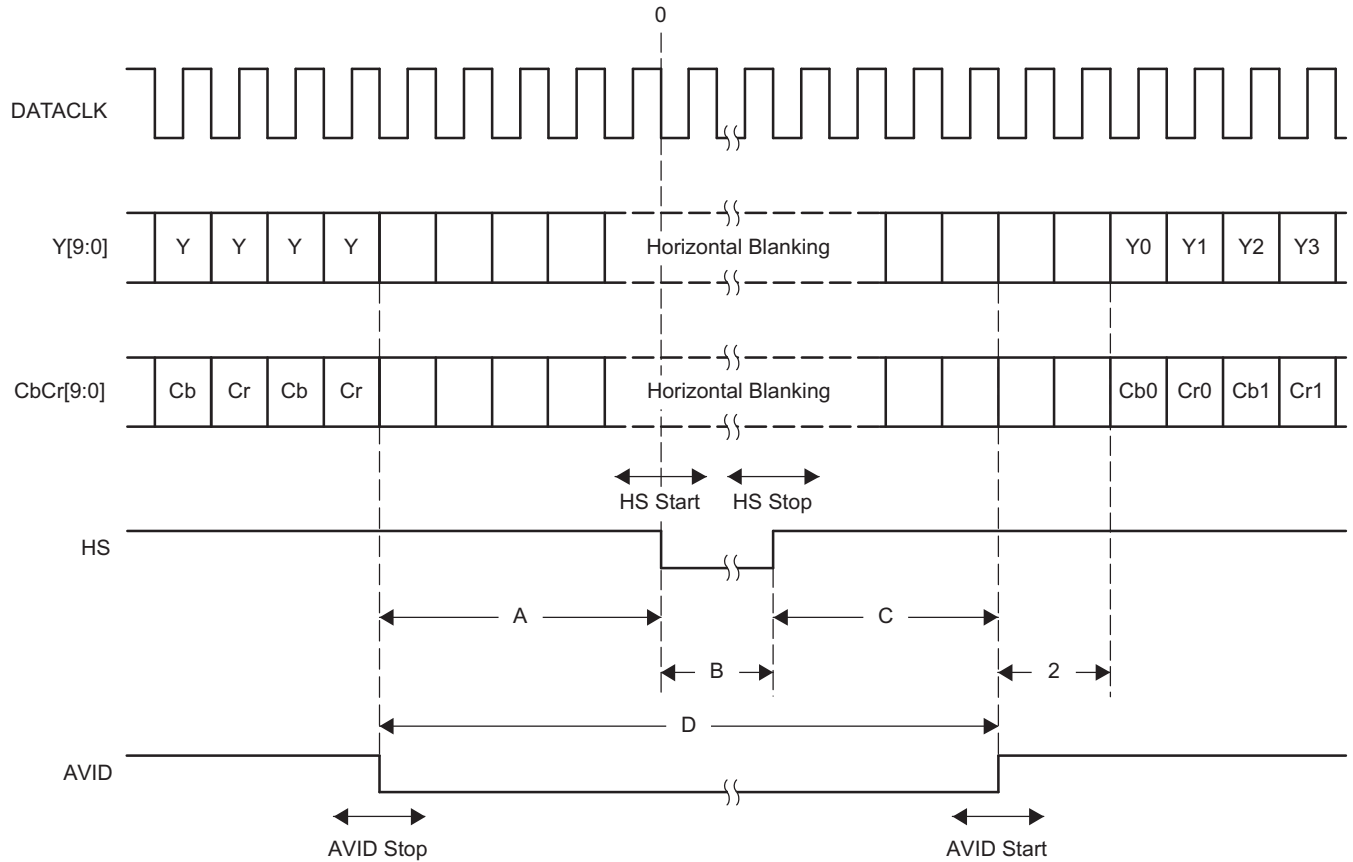 0
DATACLK
Y[9:0]
Y Y Y Y Horizontal Blanking Y0 Y1 Y2 Y3
CbCr[9:0]
Cb Cr Cb Cr Horizontal Blanking Cb0 Cr0 Cb1 Cr1
HS Start HS Stop
HS
A C
B 2
D
AVID
AVID Stop AVID Start